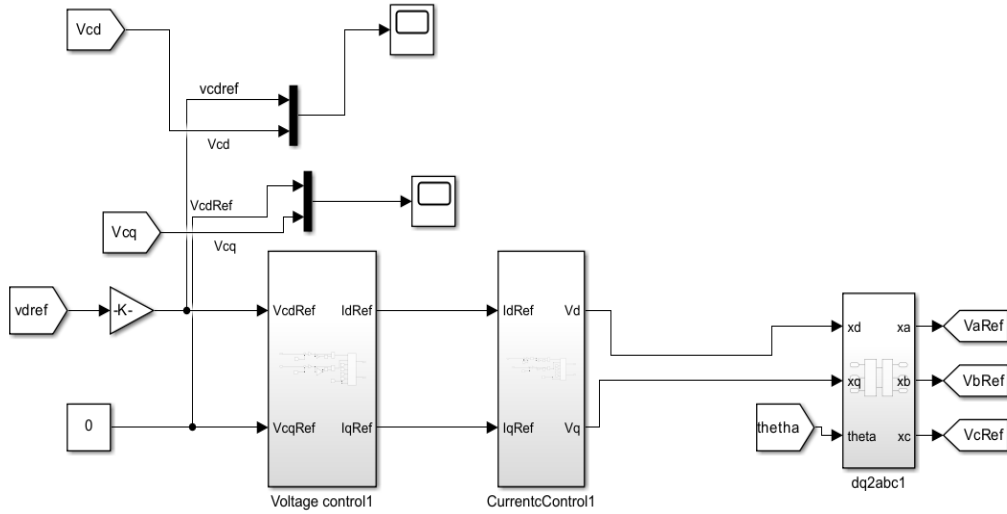 Vcd
vcdref
Vcd
VcdRef
Vcq
Vcq
vdref
-K-
VcdRef
IdRef
IdRef
Vd
xd
xa
VaRef
xq
xb
VbRef
0
VcqRef
IqRef
IqRef
Vq
thetha
theta
xc
VcRef
Voltage control1
CurrentcControl1
dq2abc1